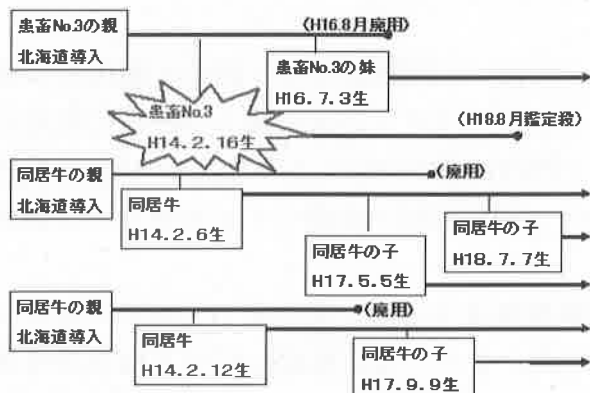 患畜No.3の親
北海道導入
(H16.8月廃用)
患畜No.3の妹
H16.7.3生
患畜No.3
H14.2.16生
(H18.8月鑑定殺)
同居牛の親
北海道導入
(廃用)
同居牛
H14.2.6生
同居牛の子
H17.5.5生
同居牛の子
H18.7.7生
同居牛の親
北海道導入
(廃用)
同居牛
H14.2.12生
同居牛の子
H17.9.9生